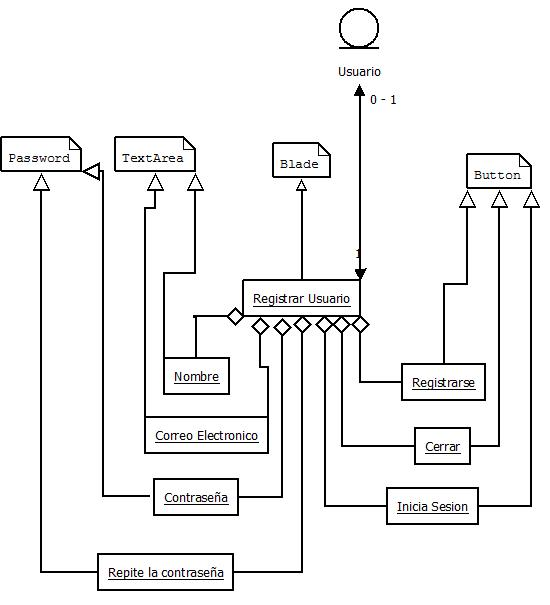 Usuario
0 - 1
Password
TextArea
Blade
Button
1
Registrar Usuario
Nombre
Registrarse
Correo Electronico
Cerrar
Contraseña
Inicia Sesion
Repite la contraseña